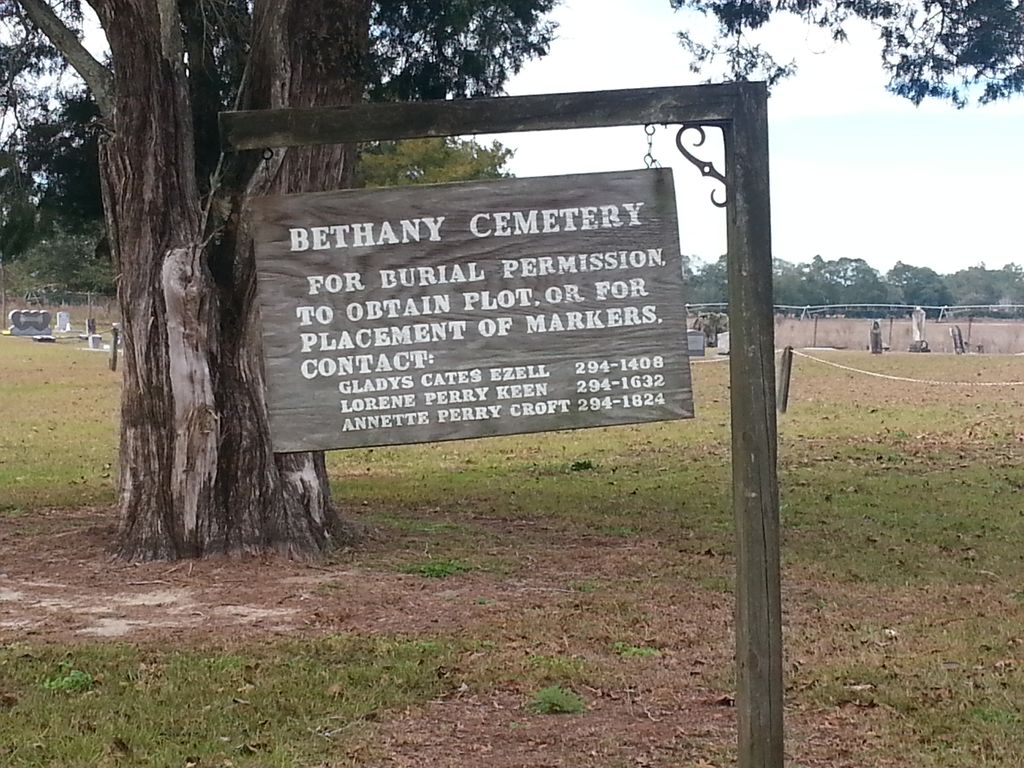 BETHANY CEMETERY
FOR BURIAL PERMISSION,
TO OBTAIN PLOT, OR FOR
PLACEMENT OF MARKERS,
CONTACT:
GLADYS CATES EZELL 294-1408
LORENE PERRY KEEN 294-1632
ANNETTE PERRY CROFT 294-1824